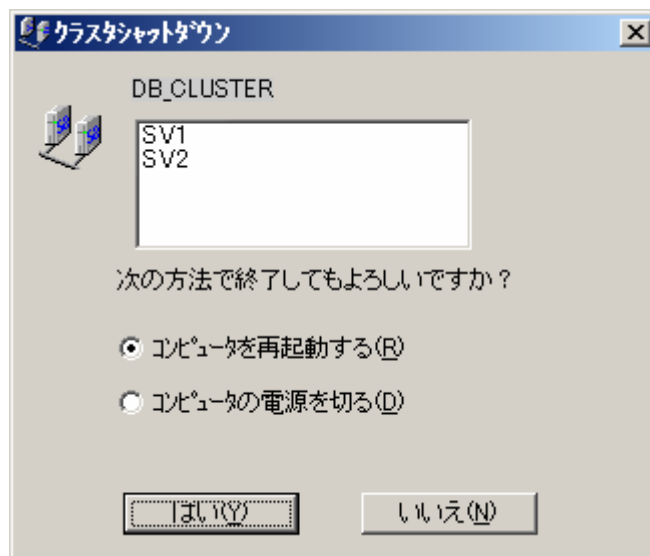 クラスタシャットダウン
DB_CLUSTER
SV1
SV2
次の方法で終了してもよろしいですか？
ｺﾝﾋﾟｭｰﾀを再起動する(R)
ｺﾝﾋﾟｭｰﾀの電源を切る(D)
はい(Y)
いいえ(N)